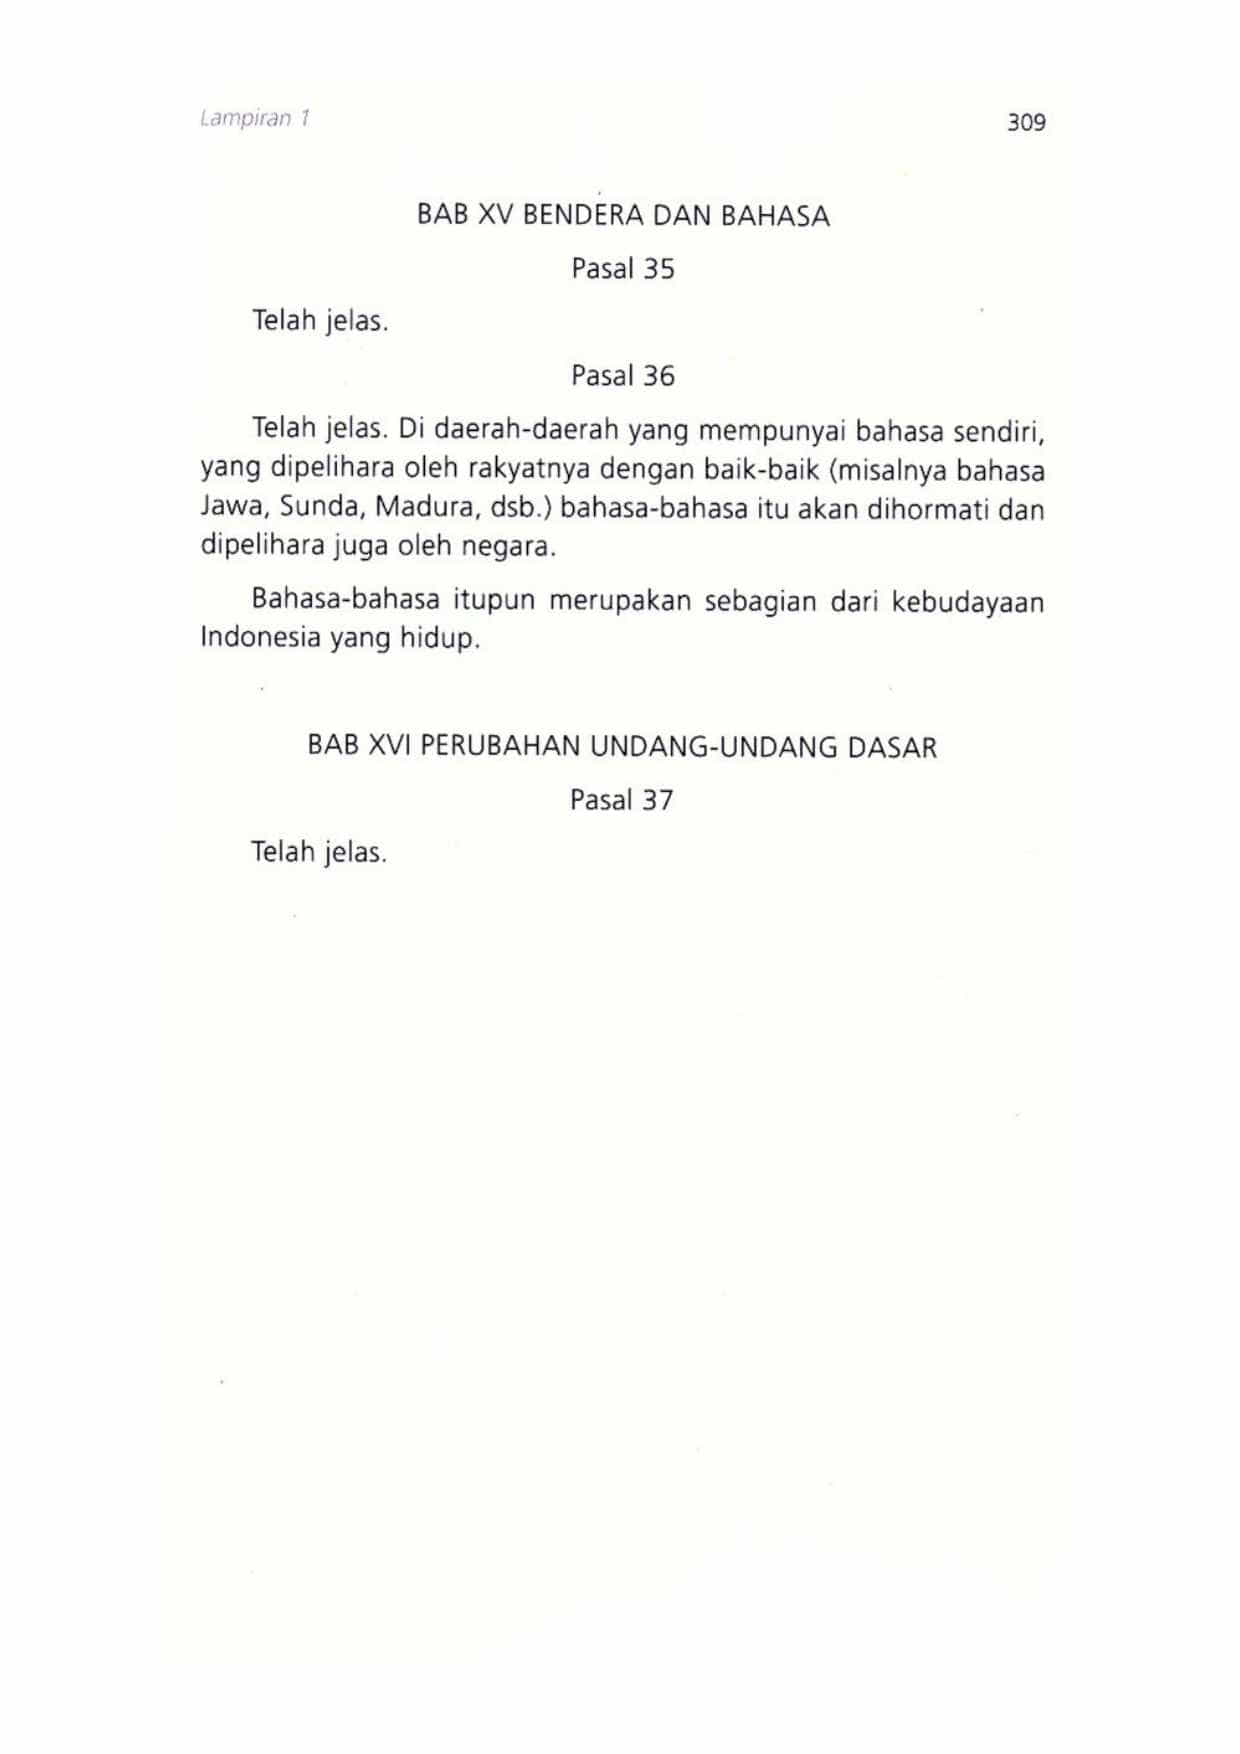 Lampiran 1
309
BAB XV BENDERA DAN BAHASA
Pasal 35
Telah jelas.
Pasal 36
Telah jelas. Di daerah-daerah yang mempunyai bahasa sendiri,
yang dipelihara oleh rakyatnya dengan baik-baik (misalnya bahasa
Jawa, Sunda, Madura, dsb.) bahasa-bahasa itu akan dihormati dan
dipelihara juga oleh negara.
Bahasa-bahasa itupun merupakan sebagian dari kebudayaan
Indonesia yang hidup.
BAB XVI PERUBAHAN UNDANG-UNDANG DASAR
Pasal 37
Telah jelas.